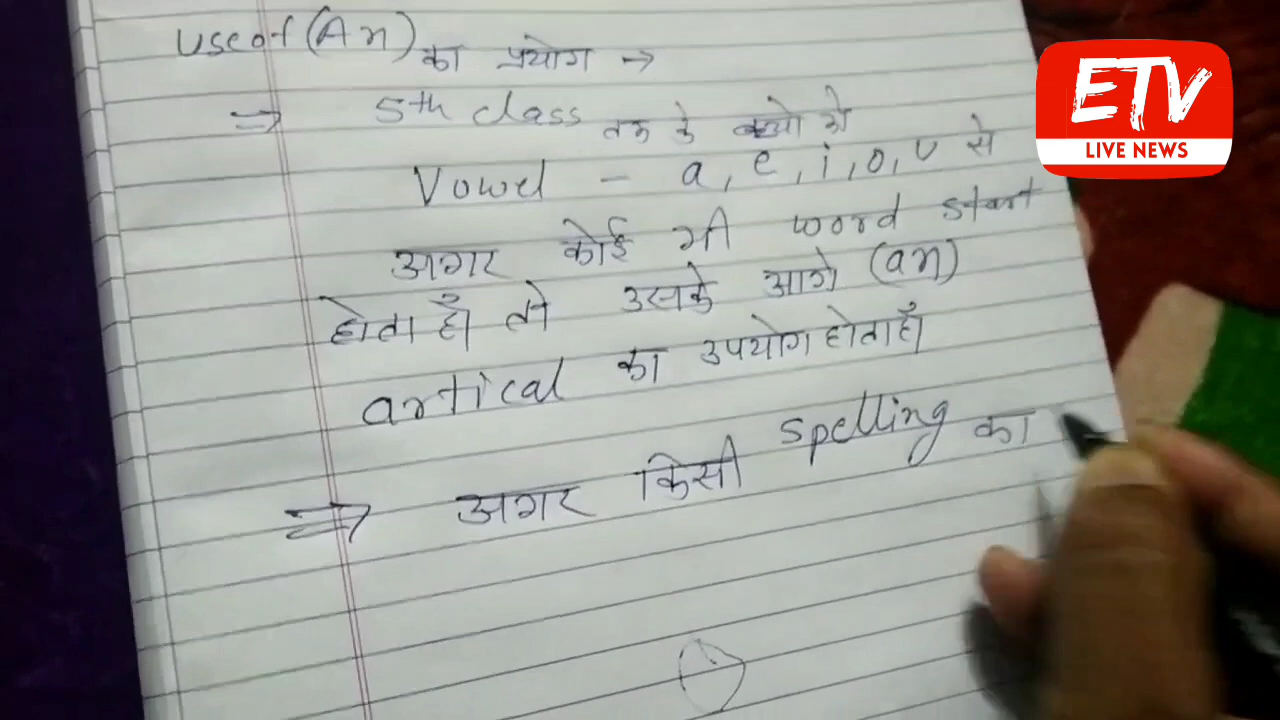 use of (An) का प्रयोग →
⇒ 5th class तक के बच्चो को
Vowel - a, e, i, o, u से
अगर कोई भी word start
होता हैं। तो उसके आगे (an)
artical का उपयोग होता हैं।
⇒ अगर किसी spelling का
ETV
LIVE NEWS